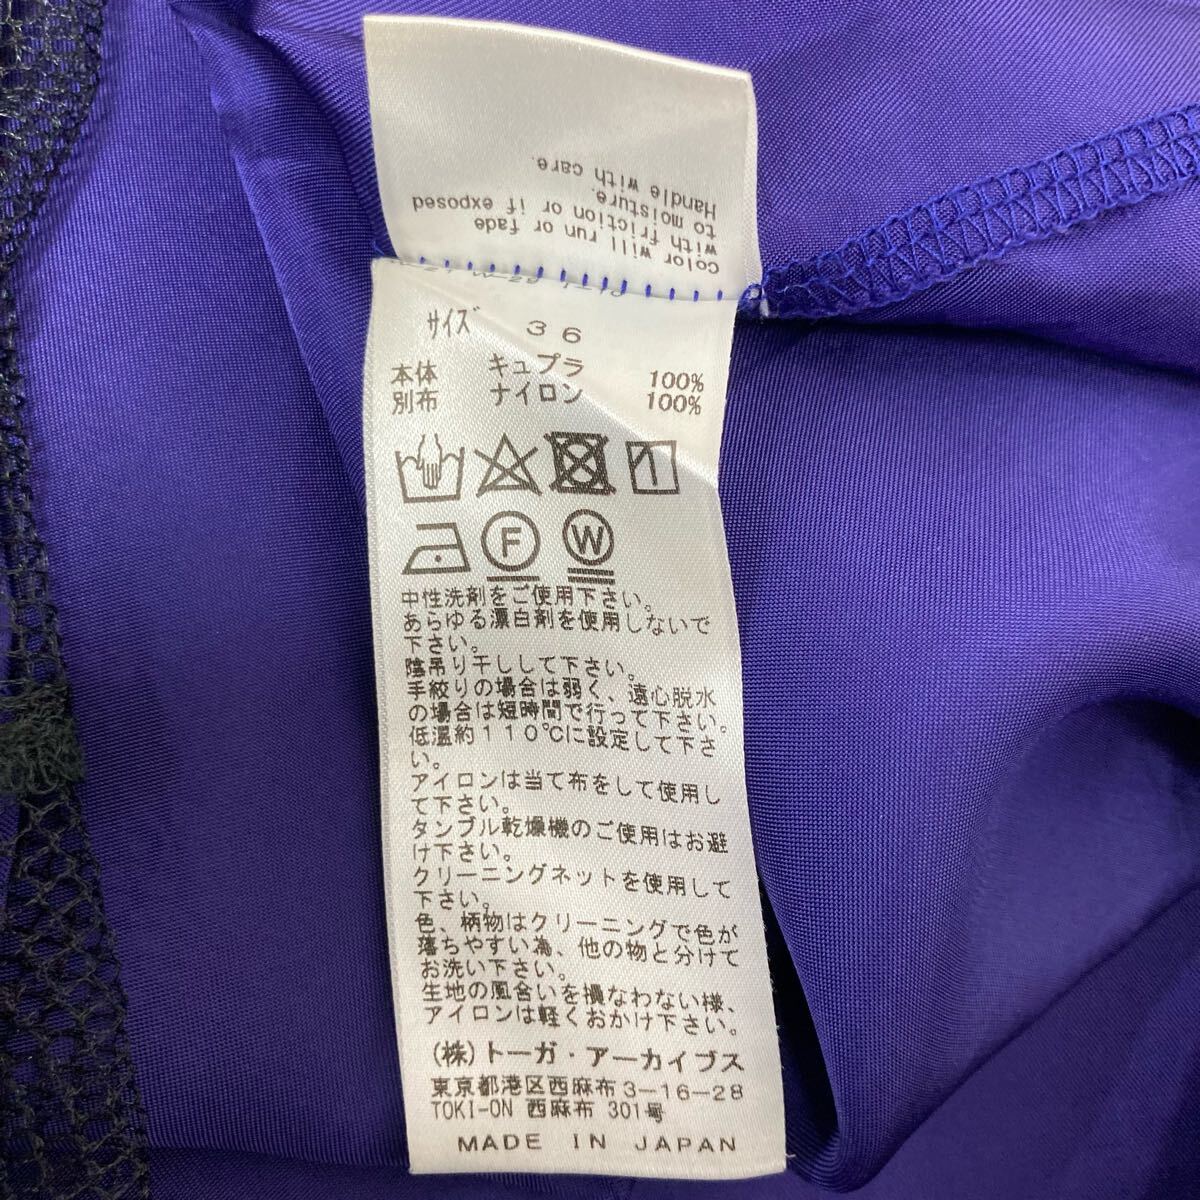 Color will run or fade
with friction or if exposed
to moisture.
Handle with care.
サイズ 36
本体 キュプラ 100%
別布 ナイロン 100%
F W
中性洗剤をご使用下さい。
あらゆる漂白剤を使用しないで
下さい。
陰吊り干しして下さい。
手絞りの場合は弱く、遠心脱水
の場合は短時間で行って下さい。
低温約110℃に設定して下さ
い。
アイロンは当て布をして使用し
て下さい。
タンブル乾燥機のご使用はお避
け下さい。
クリーニングネットを使用して
下さい。
色、柄物はクリーニングで色が
落ちやすい為、他の物と分けて
お洗い下さい。
生地の風合いを損なわない様、
アイロンは軽くおかけ下さい。
(株)トーガ・アーカイブス
東京都港区西麻布3-16-28
TOKI-ON 西麻布 301号
MADE IN JAPAN